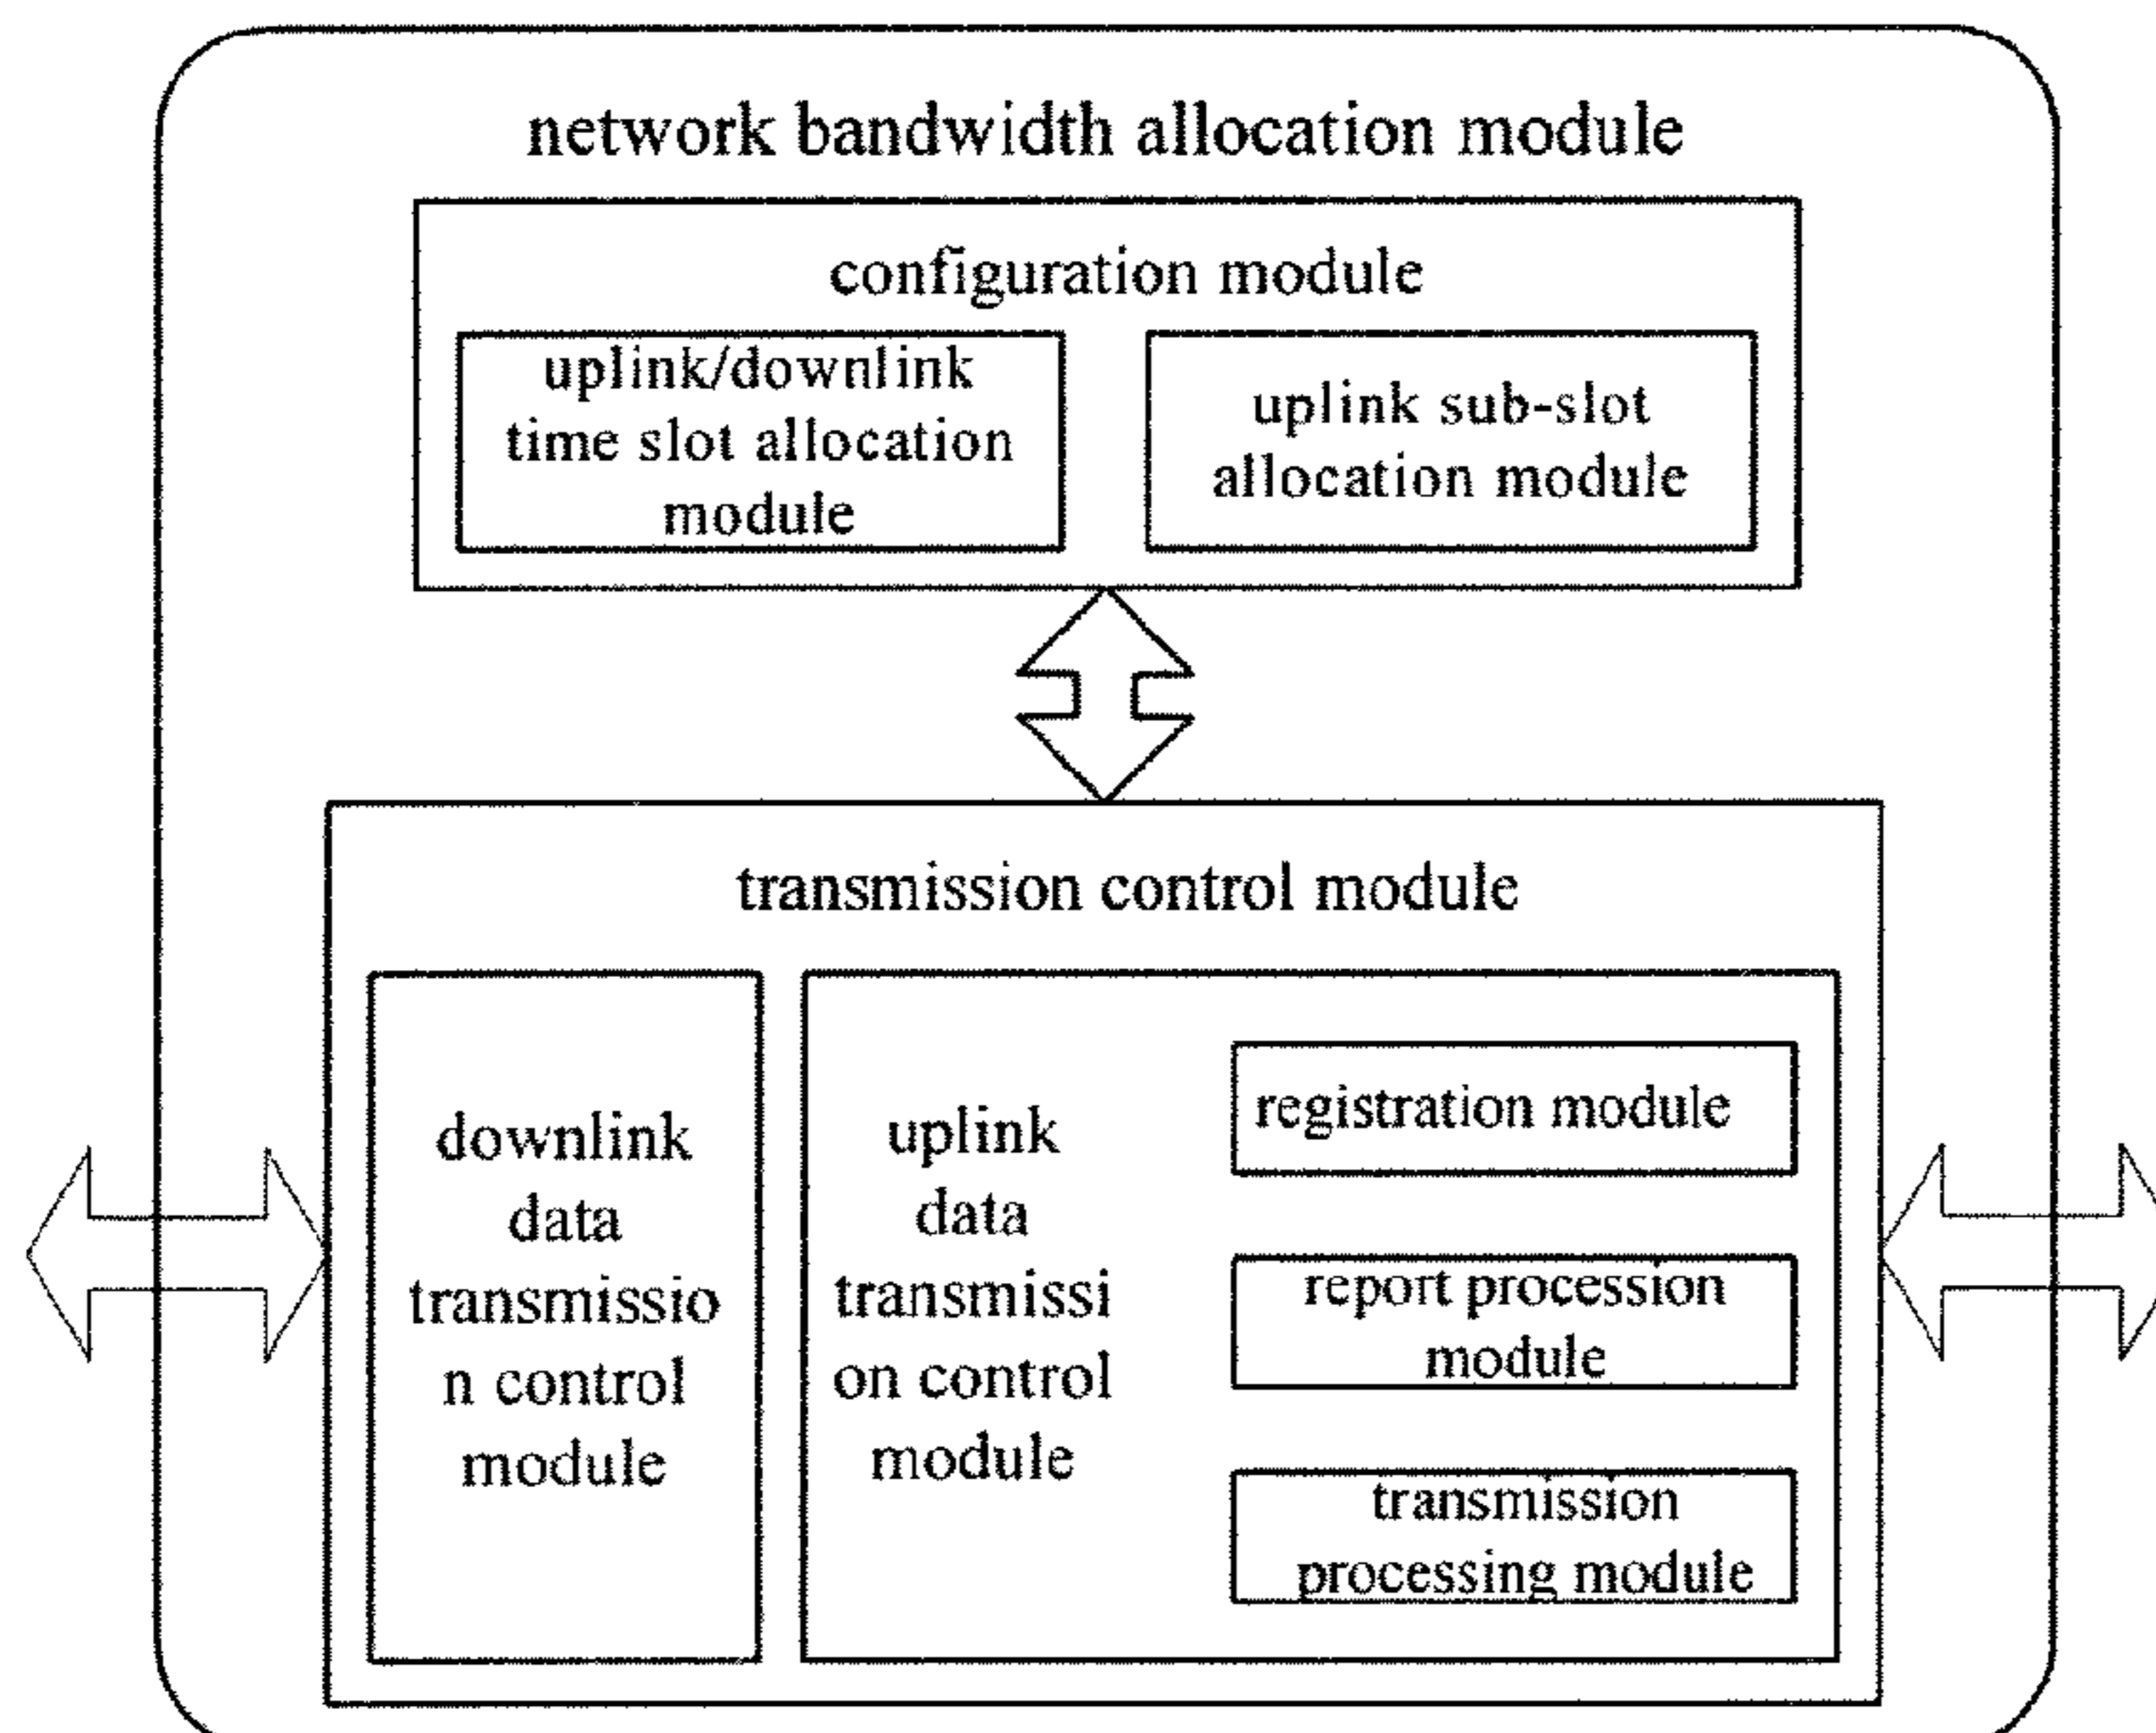 network bandwidth allocation module
configuration module
uplink/downlink
time slot allocation
module
uplink sub-slot
allocation module
transmission control module
downlink
data
transmissio
n control
module
uplink
data
transmissi
on control
module
registration module
report procession
module
transmission
processing module